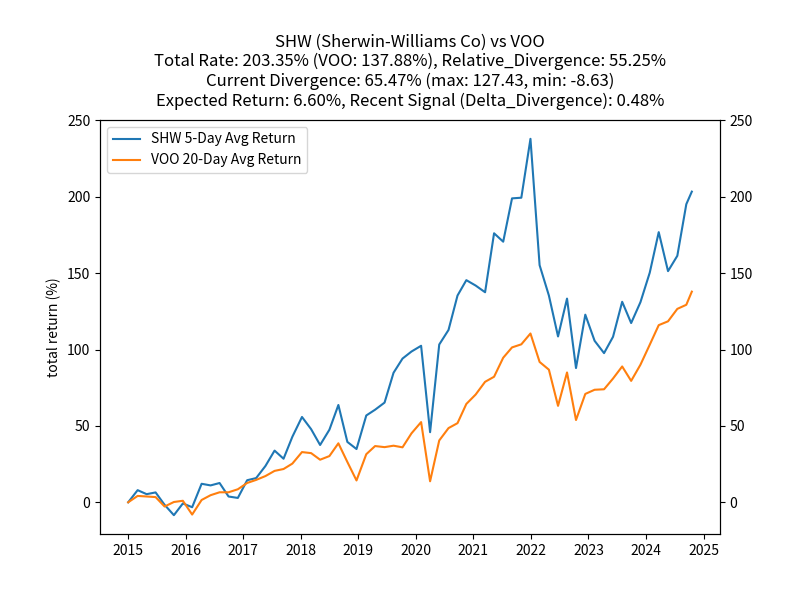 SHW (Sherwin-Williams Co) vs VOO
Total Rate: 203.35% (VOO: 137.88%), Relative_Divergence: 55.25%
Current Divergence: 65.47% (max: 127.43, min: -8.63)
Expected Return: 6.60%, Recent Signal (Delta_Divergence): 0.48%
250
250
SHW 5-Day Avg Return
VOO 20-Day Avg Return
200
200
150
150
total return (%)
100
100
50
50
0
0
2015 2016 2017 2018 2019 2020 2021 2022 2023 2024 2025